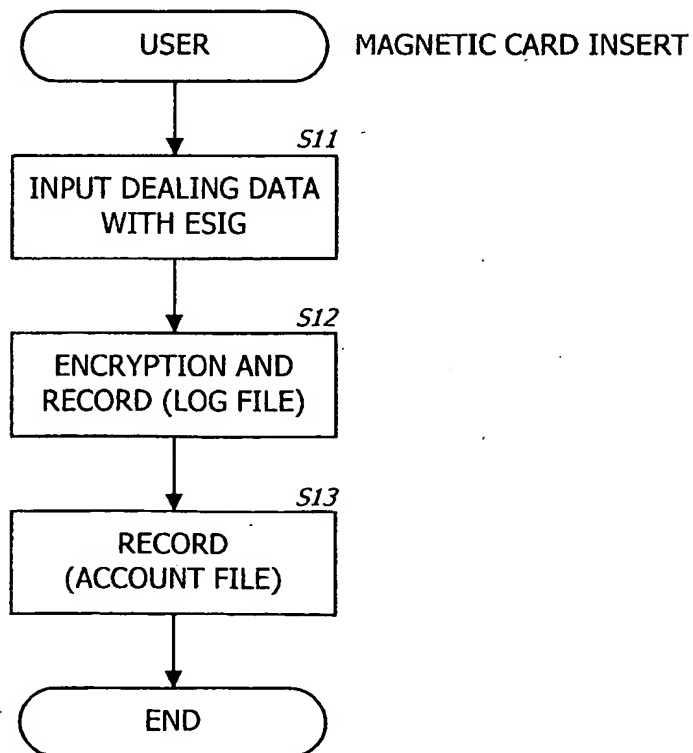 USER MAGNETIC CARD INSERT
S11
INPUT DEALING DATA
WITH ESIG
S12
ENCRYPTION AND
RECORD (LOG FILE)
S13
RECORD
(ACCOUNT FILE)
END